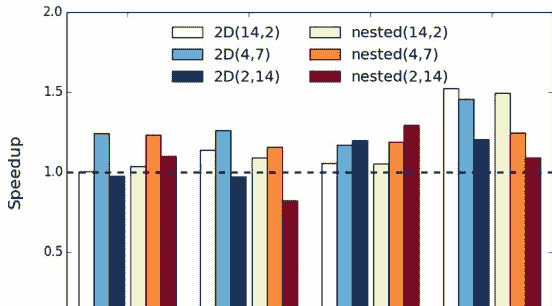 2.0
2D(14,2) nested(14,2)
2D(4,7) nested(4,7)
2D(2,14) nested(2,14)
1.5
Speedup
1.0
0.5